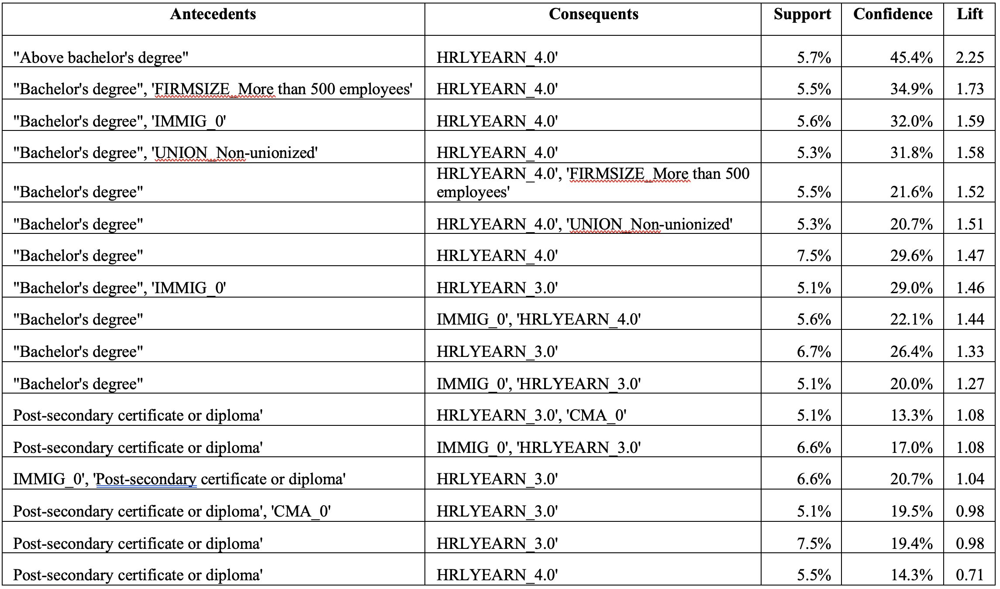 Antecedents Consequents Support Confidence Lift
"Above bachelor's degree" HRLYEARN_4.0' 5.7% 45.4% 2.25
"Bachelor's degree", 'FIRMSIZE_More than 500 employees' HRLYEARN_4.0' 5.5% 34.9% 1.73
"Bachelor's degree", 'IMMIG_0' HRLYEARN_4.0' 5.6% 32.0% 1.59
"Bachelor's degree", 'UNION_Non-unionized' HRLYEARN_4.0' 5.3% 31.8% 1.58
HRLYEARN_4.0', 'FIRMSIZE_More than 500
"Bachelor's degree" employees' 5.5% 21.6% 1.52
"Bachelor's degree" HRLYEARN_4.0', 'UNION_Non-unionized' 5.3% 20.7% 1.51
"Bachelor's degree" HRLYEARN_4.0' 7.5% 29.6% 1.47
"Bachelor's degree", 'IMMIG_0' HRLYEARN_3.0' 5.1% 29.0% 1.46
"Bachelor's degree" IMMIG_0', 'HRLYEARN_4.0' 5.6% 22.1% 1.44
"Bachelor's degree" HRLYEARN_3.0' 6.7% 26.4% 1.33
"Bachelor's degree" IMMIG_0', 'HRLYEARN_3.0' 5.1% 20.0% 1.27
Post-secondary certificate or diploma' HRLYEARN_3.0', 'CMA_0' 5.1% 13.3% 1.08
Post-secondary certificate or diploma' IMMIG_0', 'HRLYEARN_3.0' 6.6% 17.0% 1.08
IMMIG_0', 'Post-secondary certificate or diploma' HRLYEARN_3.0' 6.6% 20.7% 1.04
Post-secondary certificate or diploma', 'CMA_0' HRLYEARN_3.0' 5.1% 19.5% 0.98
Post-secondary certificate or diploma' HRLYEARN_3.0' 7.5% 19.4% 0.98
Post-secondary certificate or diploma' HRLYEARN_4.0' 5.5% 14.3% 0.71